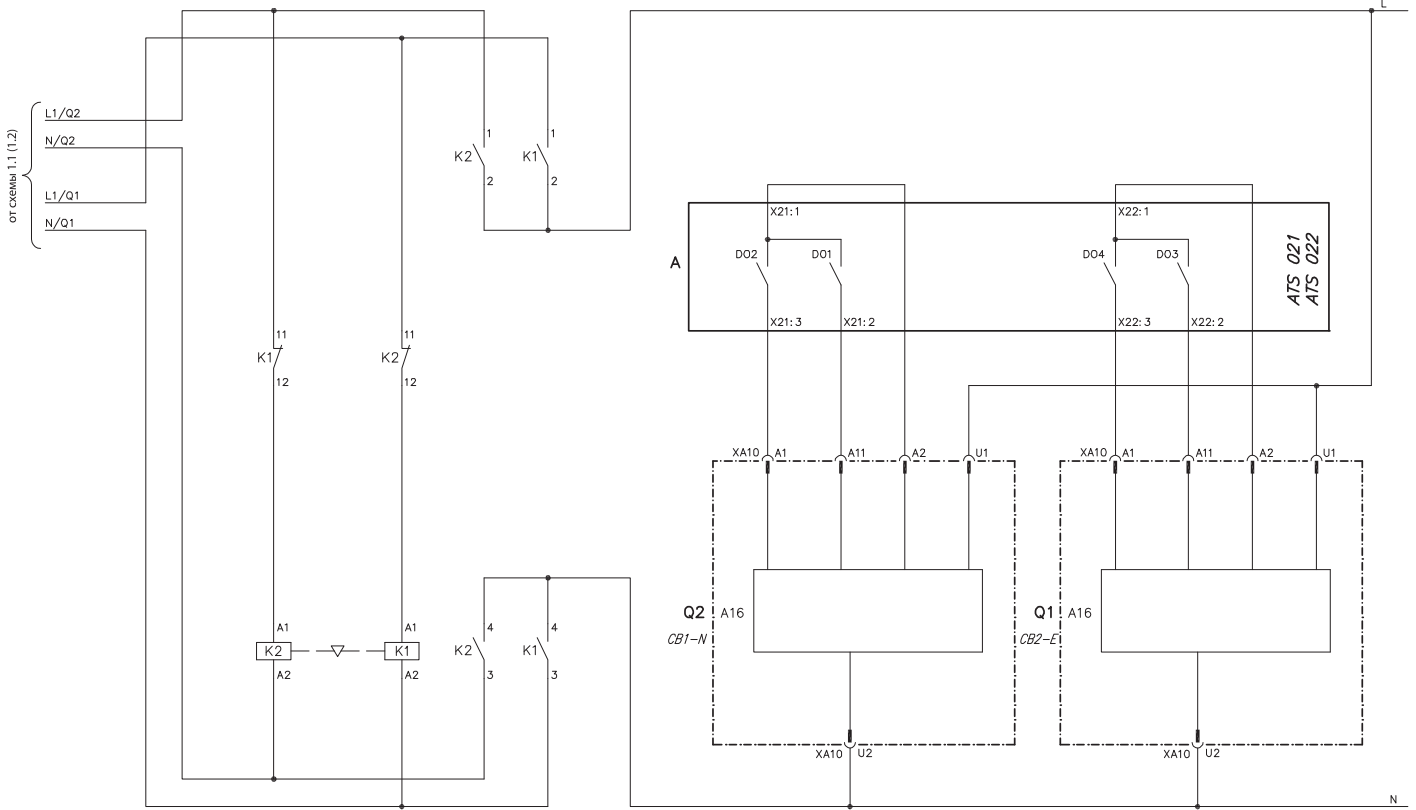 L
L1/Q2
N/Q2
L1/Q1
N/Q1
от схемы 1.1 (1.2)
1
K2
2
1
K1
2
A
X21:1
DO2
DO1
X21:3
X21:2
X22:1
DO4
DO3
X22:3
X22:2
ATS 021
ATS 022
11
K1
12
11
K2
12
XA10
A1
A11
A2
U1
XA10
A1
A11
A2
U1
A1
K2
A2
A1
K1
A2
4
K2
3
4
K1
3
Q2
A16
CB1-N
Q1
A16
CB2-E
XA10
U2
XA10
U2
N